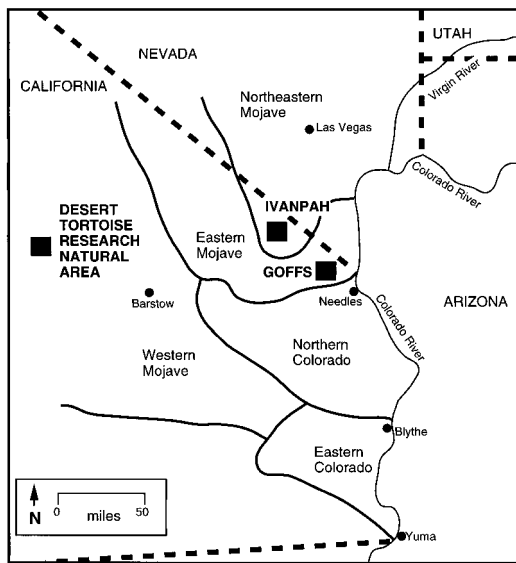 UTAH
NEVADA
Virgin River
CALIFORNIA
Northeastern
Mojave
Las Vegas
Colorado River
IVANPAH
DESERT
TORTOISE
RESEARCH
NATURAL
AREA
Eastern
Mojave
GOFFS
Barstow
Needles
ARIZONA
Colorado River
Western
Mojave
Northern
Colorado
Blythe
Eastern
Colorado
N
0 50
miles
Yuma